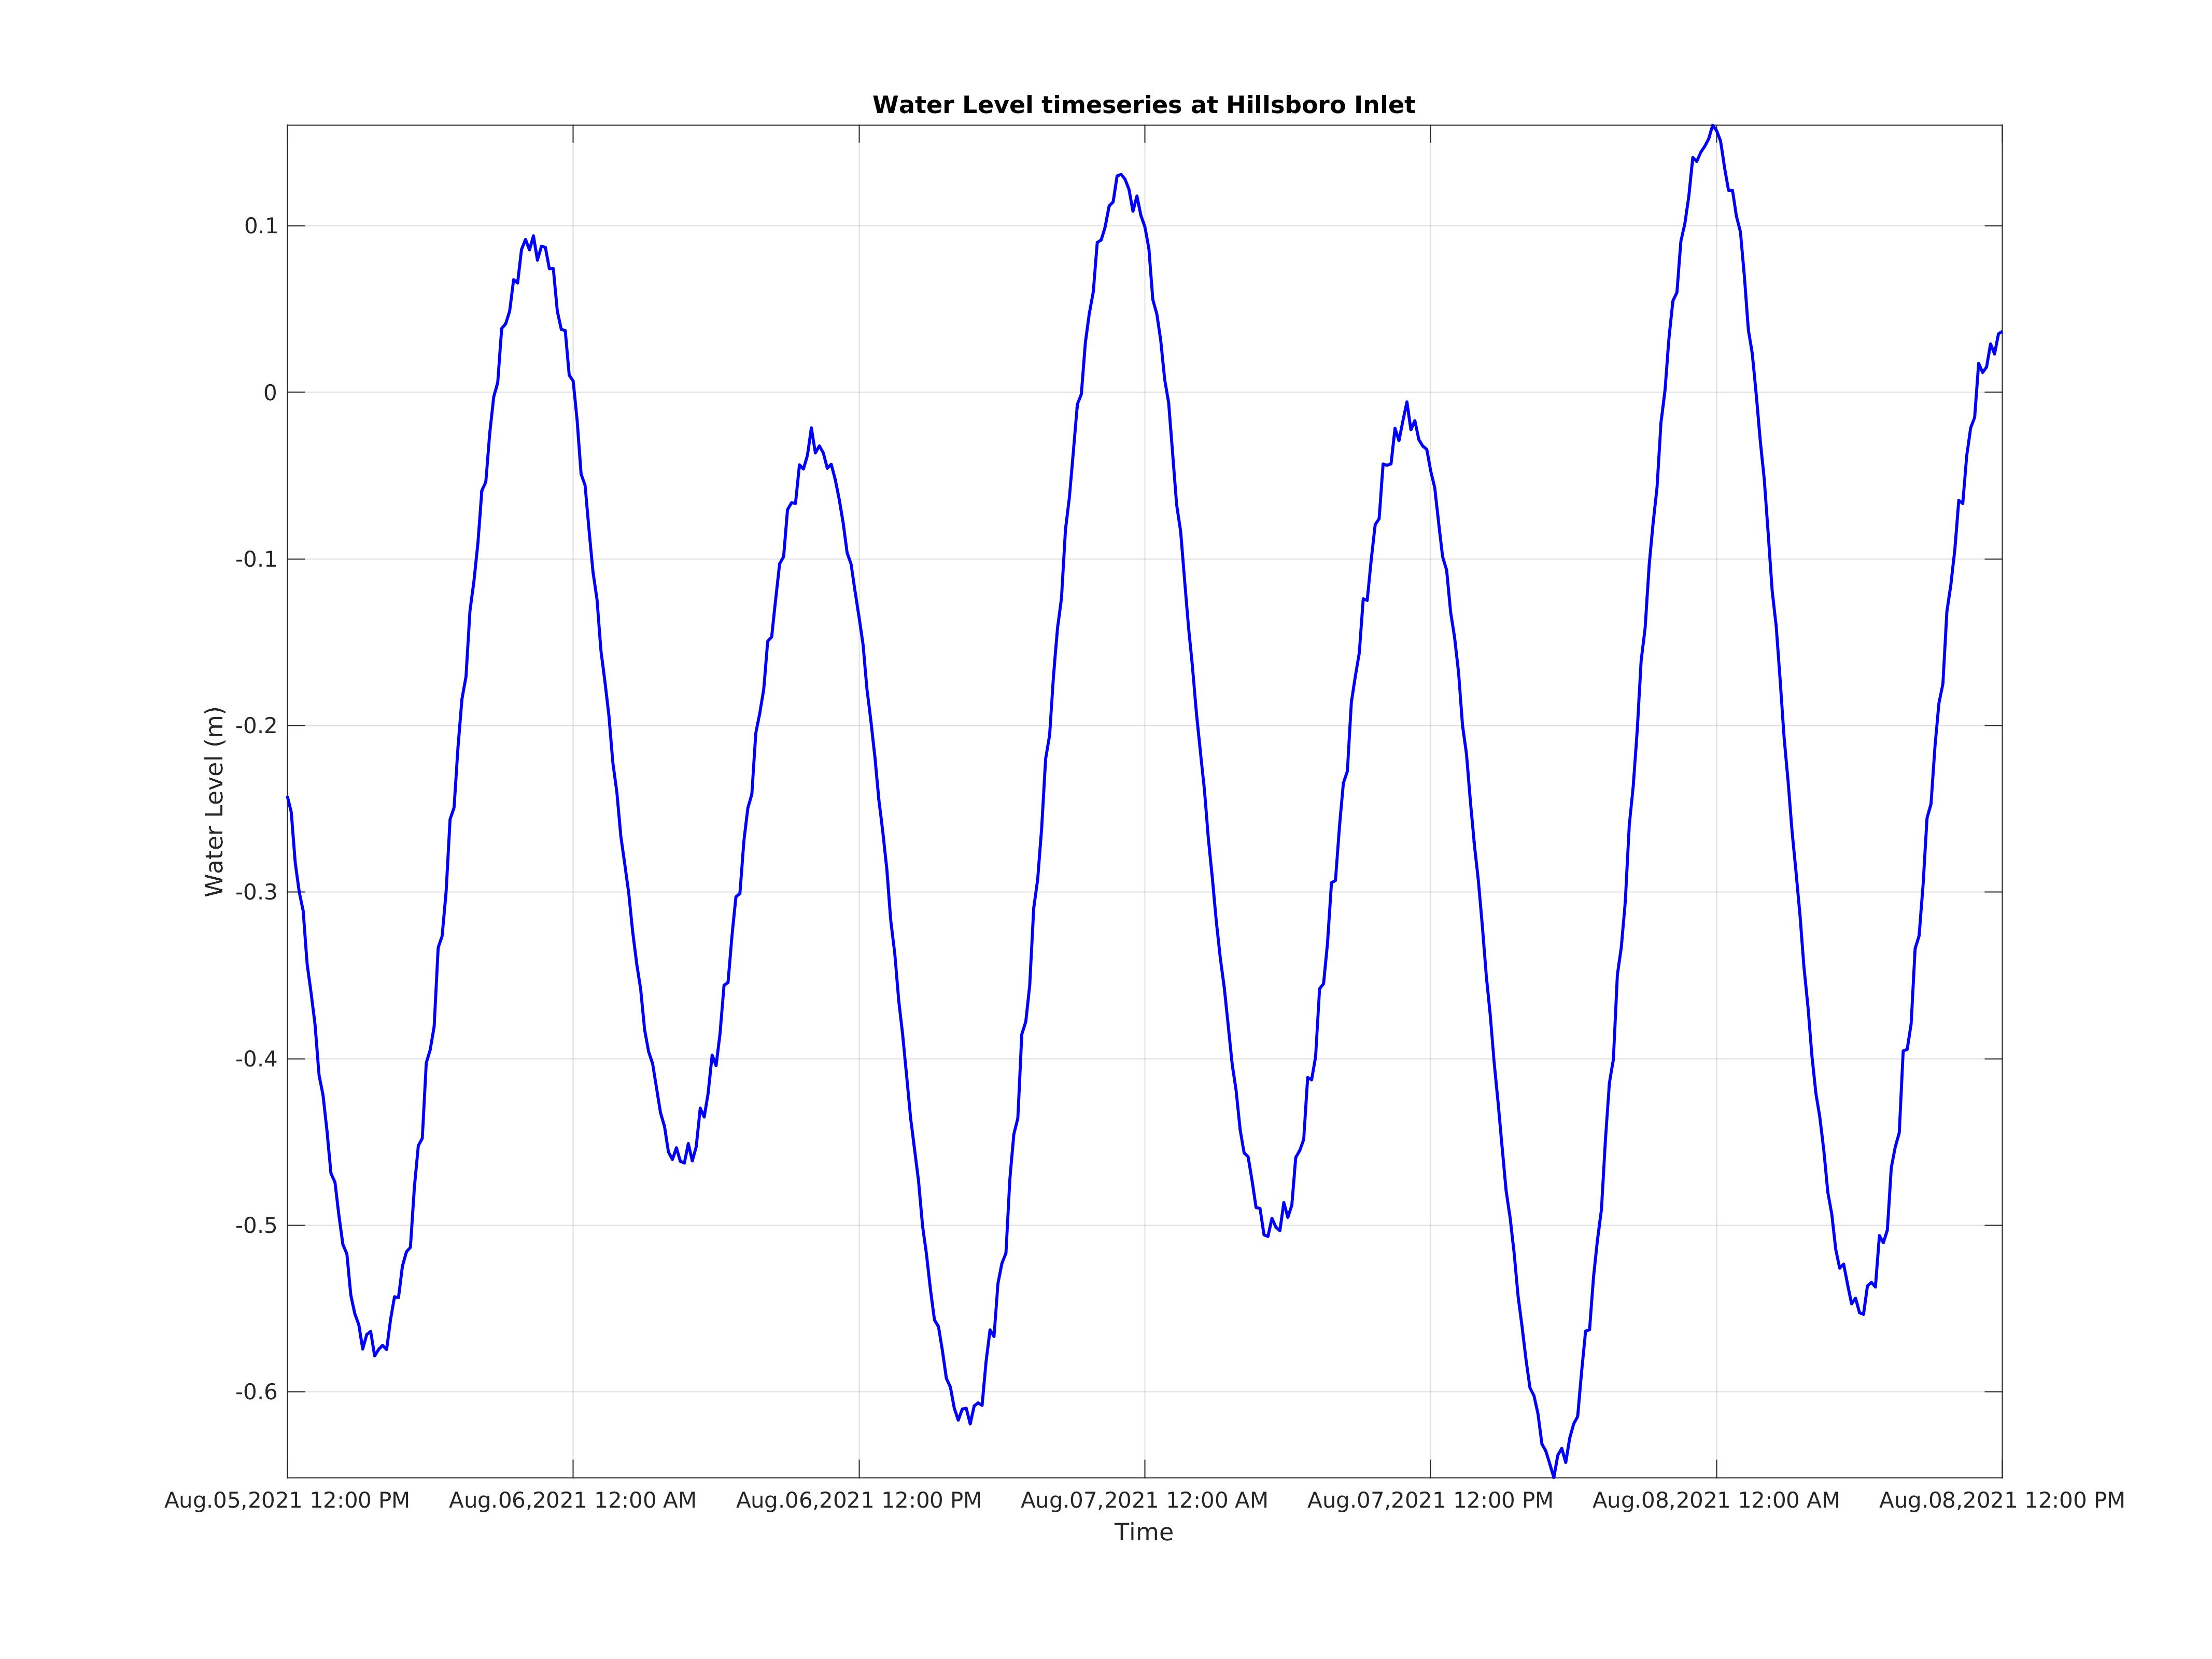 Water Level timeseries at Hillsboro Inlet
0.1
0
-0.1
-0.2
-0.3
-0.4
-0.5
-0.6
Water Level (m)
Aug.05,2021 12:00 PM Aug.06,2021 12:00 AM Aug.06,2021 12:00 PM Aug.07,2021 12:00 AM Aug.07,2021 12:00 PM Aug.08,2021 12:00 AM Aug.08,2021 12:00 PM
Time